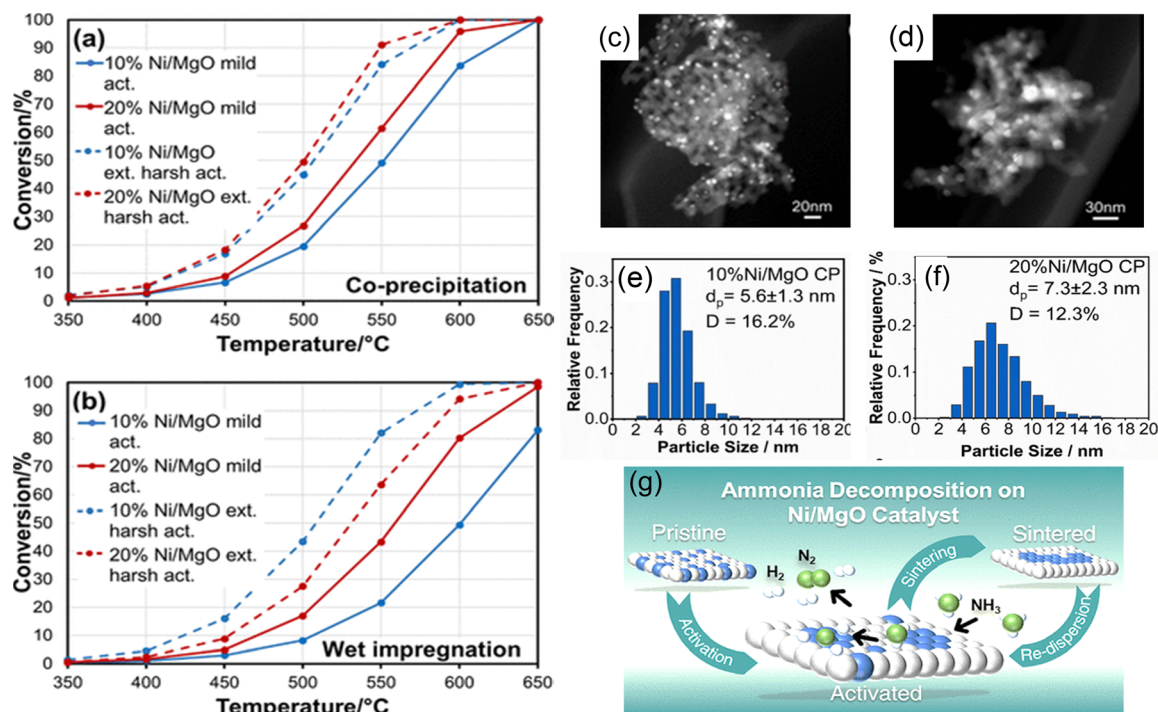 (a)
100
90
80
70
60
50
40
30
20
10
0
Conversion/%
10% Ni/MgO mild
act.
20% Ni/MgO mild
act.
10% Ni/MgO
ext. harsh act.
20% Ni/MgO ext.
harsh act.
Co-precipitation
350 400 450 500 550 600 650
Temperature/°C
(b)
100
90
80
70
60
50
40
30
20
10
0
Conversion/%
10% Ni/MgO mild
act.
20% Ni/MgO mild
act.
10% Ni/MgO ext.
harsh act.
20% Ni/MgO ext.
harsh act.
Wet impregnation
350 400 450 500 550 600 650
Temperature/°C
(c)
20nm
(d)
30nm
(e)
10%Ni/MgO CP
dp= 5.6±1.3 nm
D = 16.2%
Relative Frequency
0.3
0.2
0.1
0.0
0 2 4 6 8 10 12 14 16 18 20
Particle Size / nm
(f)
20%Ni/MgO CP
dp= 7.3±2.3 nm
D = 12.3%
Relative Frequency / %
0.3
0.2
0.1
0.0
0 2 4 6 8 10 12 14 16 18 20
Particle Size / nm
(g)
Ammonia Decomposition on
Ni/MgO Catalyst
Pristine
Sintered
H2
N2
NH3
Sintering
Activation
Re-dispersion
Activated